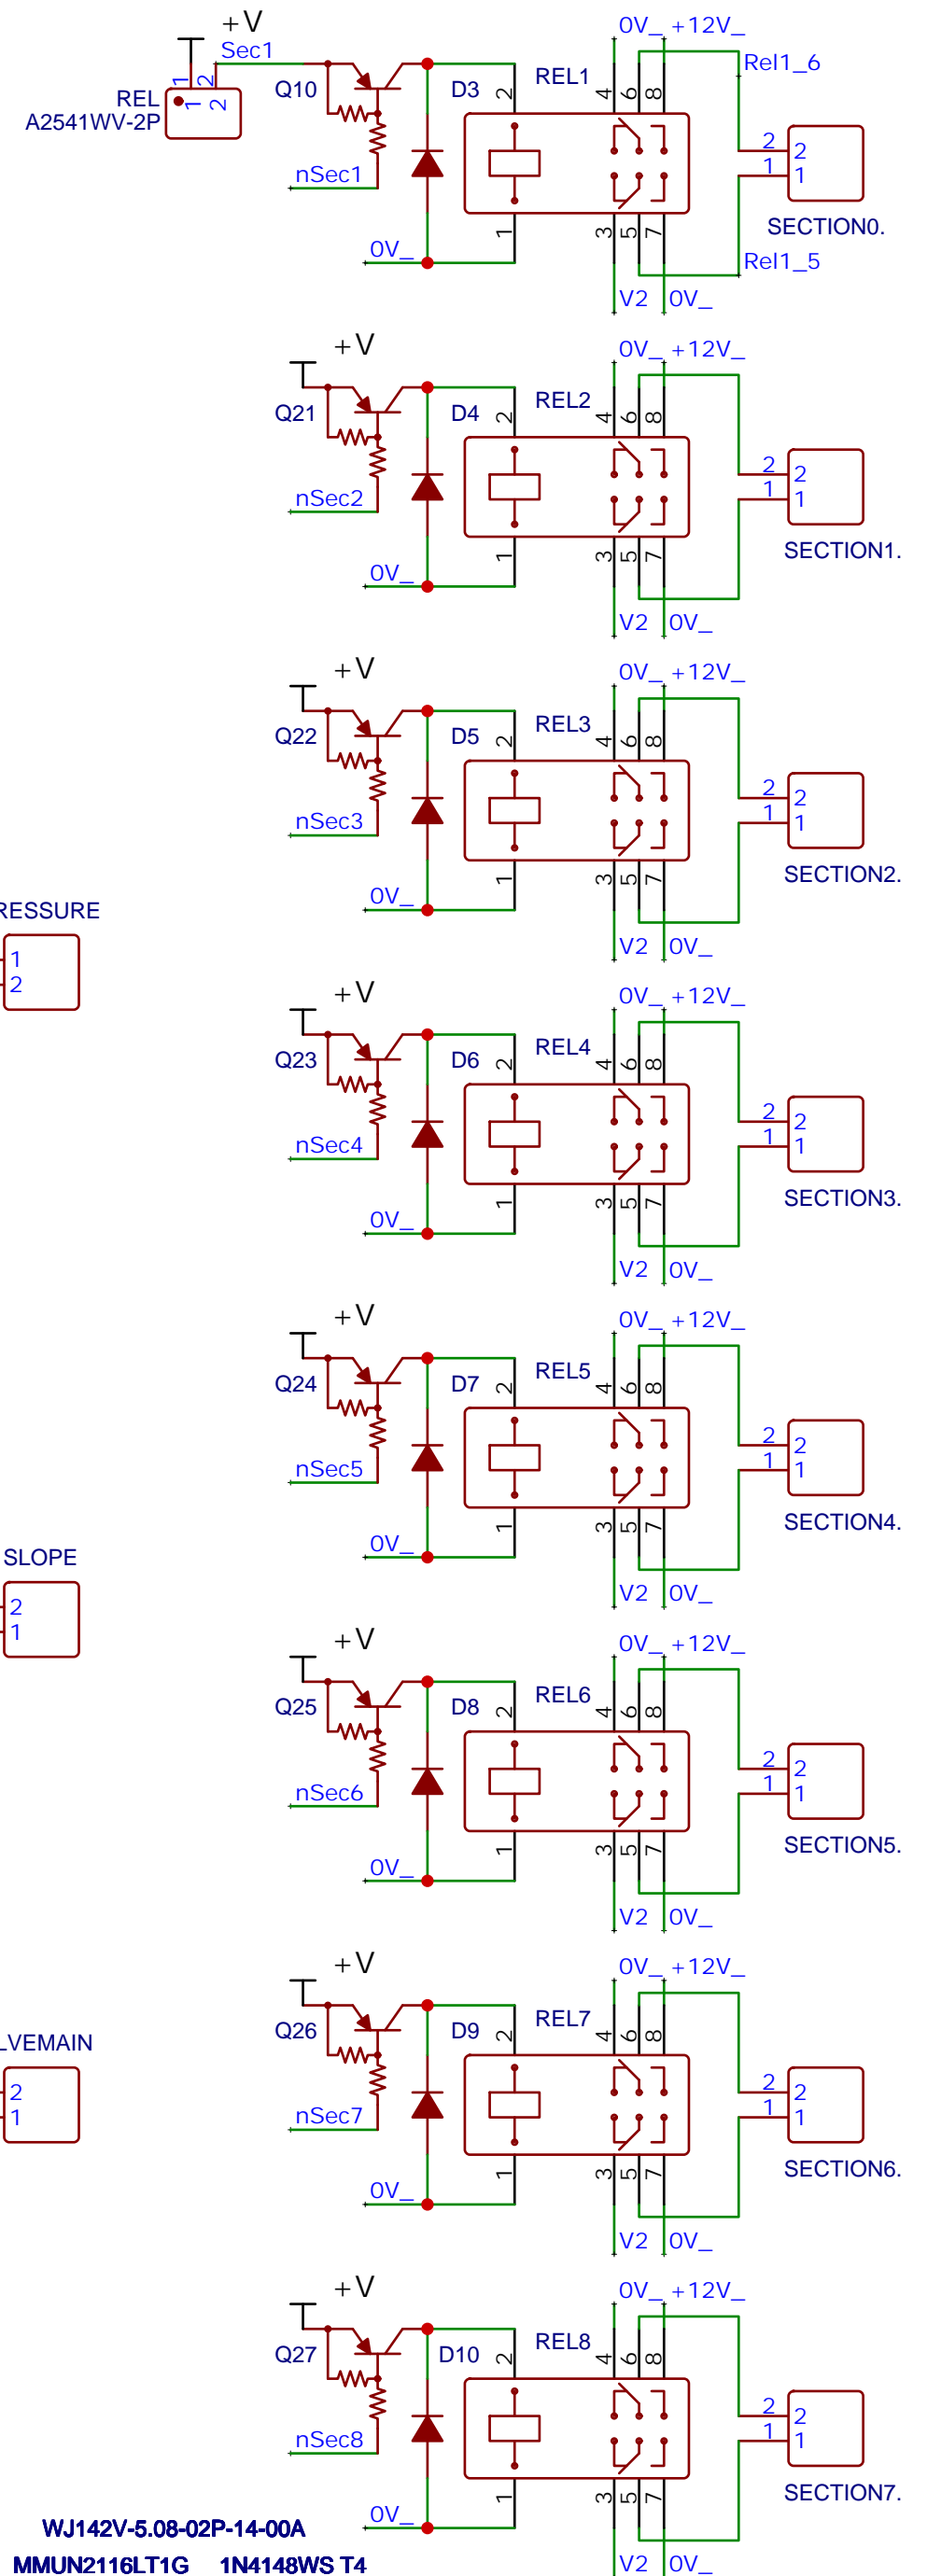 +V
0V_ +12V_
Sec1
Rel1_6
REL
A2541WV-2P
1 2
1 2
Q10
D3
2
REL1
4 6 8
nSec1
2 2
1 1
SECTION0.
0V_
1
3 5 7
Rel1_5
V2 0V_
+V
0V_ +12V_
Q21
D4
2
REL2
4 6 8
nSec2
2 2
1 1
SECTION1.
0V_
1
3 5 7
V2 0V_
+V
0V_ +12V_
Q22
D5
2
REL3
4 6 8
nSec3
2 2
1 1
SECTION2.
0V_
1
3 5 7
V2 0V_
RESSURE
1
2
+V
0V_ +12V_
Q23
D6
2
REL4
4 6 8
nSec4
2 2
1 1
SECTION3.
0V_
1
3 5 7
V2 0V_
+V
0V_ +12V_
Q24
D7
2
REL5
4 6 8
nSec5
2 2
1 1
SECTION4.
0V_
1
3 5 7
V2 0V_
SLOPE
2
1
+V
0V_ +12V_
Q25
D8
2
REL6
4 6 8
nSec6
2 2
1 1
SECTION5.
0V_
1
3 5 7
V2 0V_
+V
0V_ +12V_
Q26
D9
2
REL7
4 6 8
LVEMAIN
2
1
nSec7
2 2
1 1
SECTION6.
0V_
1
3 5 7
V2 0V_
+V
0V_ +12V_
Q27
D10
2
REL8
4 6 8
nSec8
2 2
1 1
SECTION7.
0V_
1
3 5 7
V2 0V_
WJ142V-5.08-02P-14-00A
MMUN2116LT1G 1N4148WS T4